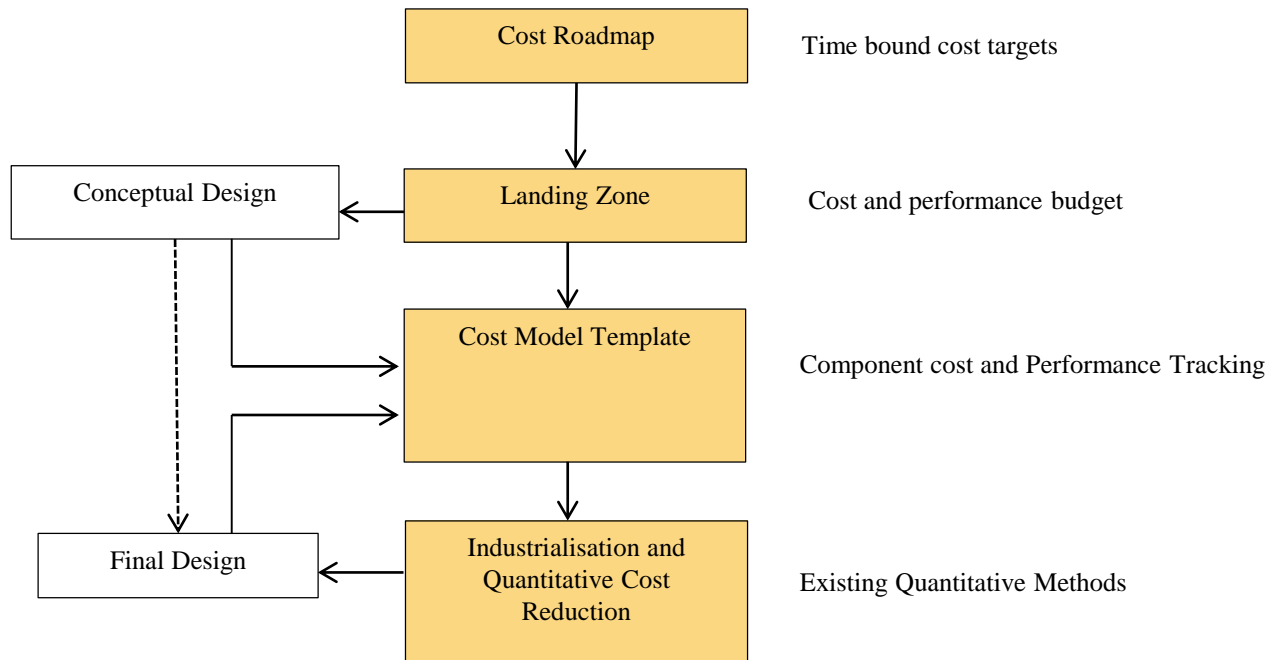 Cost Roadmap
Time bound cost targets
Conceptual Design
Landing Zone
Cost and performance budget
Cost Model Template
Component cost and Performance Tracking
Final Design
Industrialisation and
Quantitative Cost
Reduction
Existing Quantitative Methods